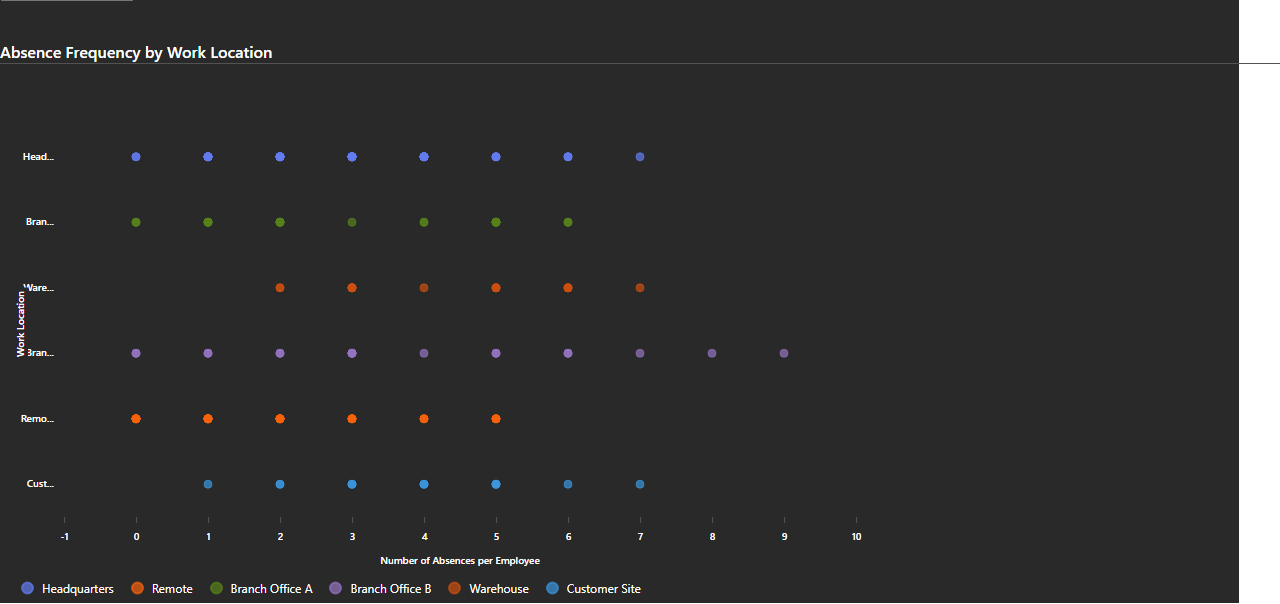 Absence Frequency by Work Location
Head...
Bran...
Ware...
Work Location
Bran...
Remo...
Cust...
-1 0 1 2 3 4 5 6 7 8 9 10
Number of Absences per Employee
Headquarters Remote Branch Office A Branch Office B Warehouse Customer Site